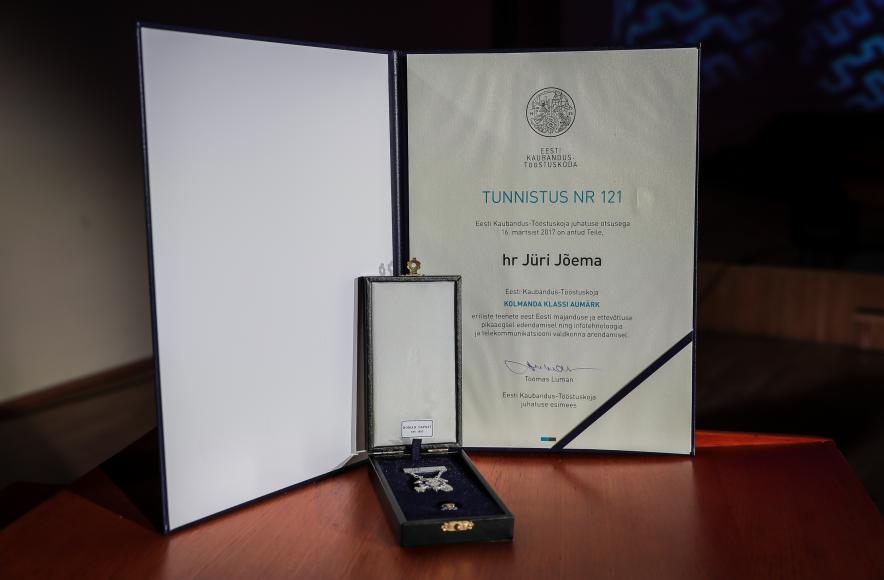 EESTI
KAUBANDUS-
TÖÖSTUSKODA
TUNNISTUS NR 121
Eesti Kaubandus-Tööstuskoja juhatuse otsusega
16. märtsist 2017 on antud Teile,
hr Jüri Jõema
Eesti Kaubandus-Tööstuskoja
KOLMANDA KLASSI AUMÄRK
eriliste teenete eest Eesti majanduse ja ettevõtluse
pikaaegsel edendamisel ning infotehnoloogia
ja telekommunikatsiooni valdkonna arendamisel.
Toomas Luman
Eesti Kaubandus-Tööstuskoja
juhatuse esimees
ROMAN TAVAST